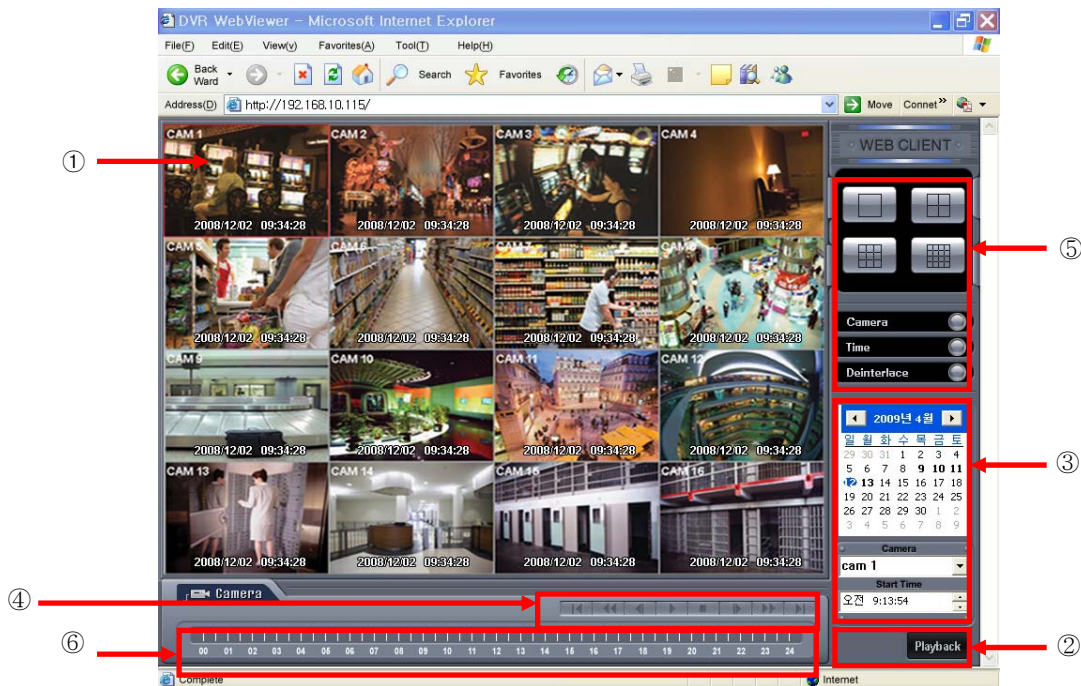 DVR WebViewer - Microsoft Internet Explorer
File(F) Edit(E) View(v) Favorites(A) Tool(T) Help(H)
Back Ward Search Favorites
Address(D) http://192.168.10.115/ Move Connet »
WEB CLIENT
①
CAM 1 CAM 2 CAM 3 CAM 4
2008/12/02 09:34:28 2008/12/02 09:34:28 2008/12/02 09:34:28 2008/12/02 09:34:28
⑤
CAM 5 CAM 6 CAM 7 CAM 8
2008/12/02 09:34:28 2008/12/02 09:34:28 2008/12/02 09:34:28 2008/12/02 09:34:28
Camera
Time
Deinterlace
CAM 9 CAM 10 CAM 11 CAM 12
2008/12/02 09:34:28 2008/12/02 09:34:28 2008/12/02 09:34:28 2008/12/02 09:34:28
2009년 4월
일 월 화 수 목 금 토
29 30 31 1 2 3 4
5 6 7 8 9 10 11
12 13 14 15 16 17 18
19 20 21 22 23 24 25
26 27 28 29 30 1 2
3 4 5 6 7 8 9
③
CAM 13 CAM 14 CAM 15 CAM 16
2008/12/02 09:34:28 2008/12/02 09:34:28 2008/12/02 09:34:28 2008/12/02 09:34:28
Camera
cam 1
Start Time
오전 9:13:54
④
Camera
⑥
00 01 02 03 04 05 06 07 08 09 10 11 12 13 14 15 16 17 18 19 20 21 22 23 24
Playback
②
Complete Internet